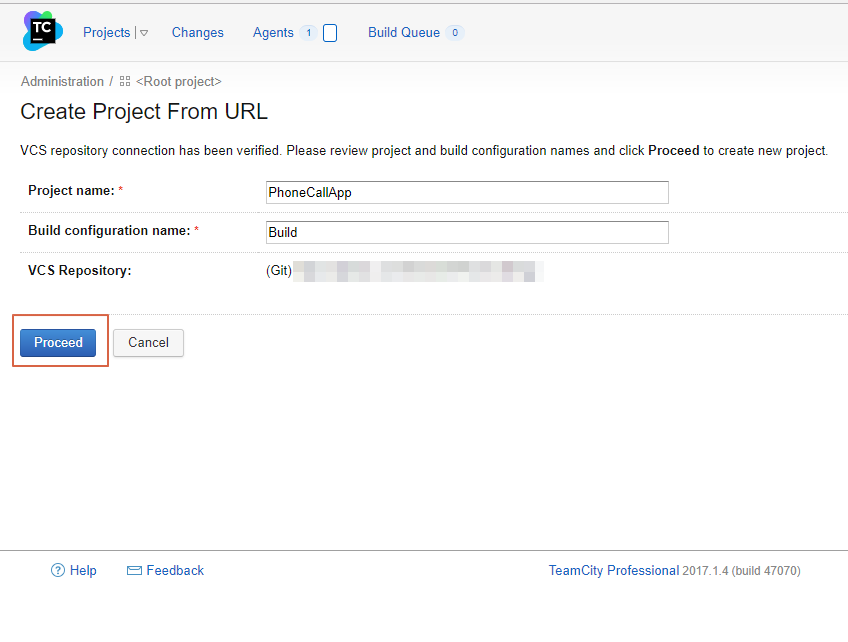 TC
Projects Changes Agents 1 Build Queue 0
Administration / <Root project>
Create Project From URL
VCS repository connection has been verified. Please review project and build configuration names and click Proceed to create new project.
Project name: * PhoneCallApp
Build configuration name: * Build
VCS Repository: (Git)
Proceed Cancel
? Help Feedback TeamCity Professional 2017.1.4 (build 47070)